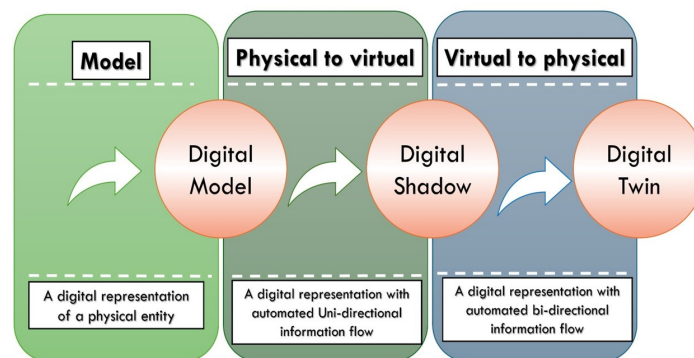 Model
Physical to virtual
Virtual to physical
Digital
Model
Digital
Shadow
Digital
Twin
A digital representation
of a physical entity
A digital representation with
automated Uni-directional
information flow
A digital representation with
automated bi-directional
information flow